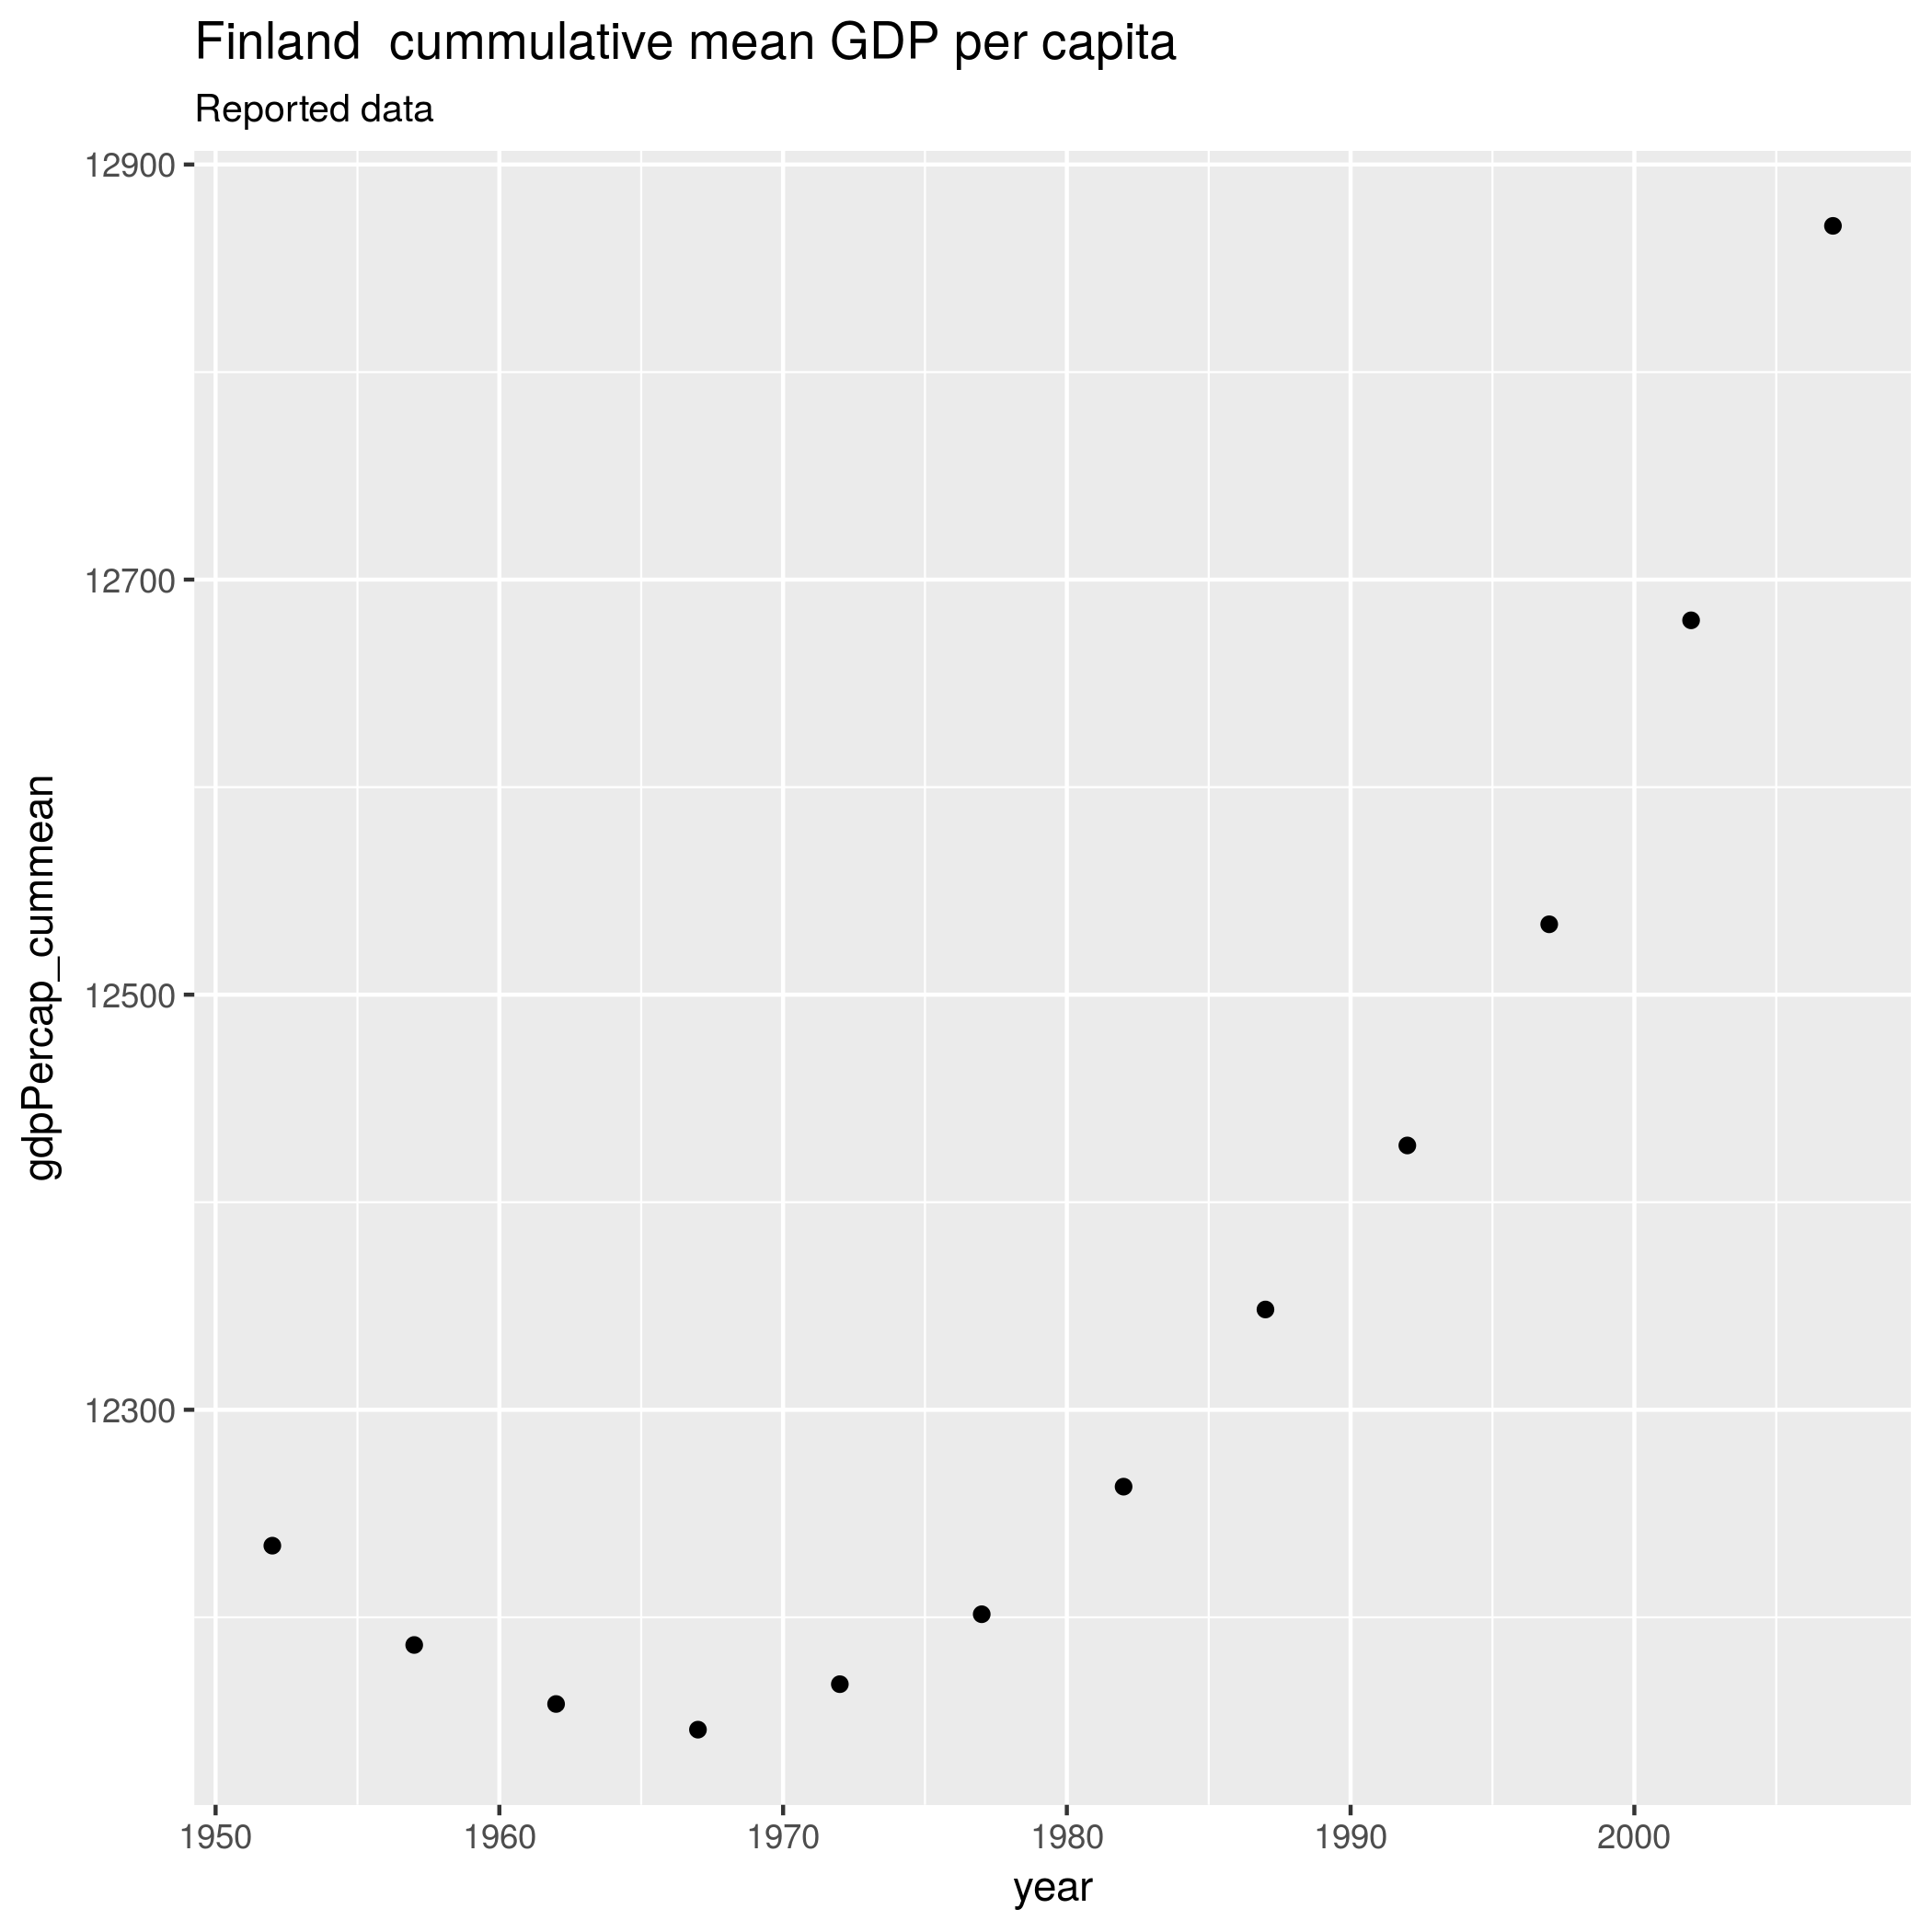 Finland  cummulative mean GDP per capita
Reported data
12900
12700
12500
12300
gdpPercap_cummean
1950 1960 1970 1980 1990 2000
year